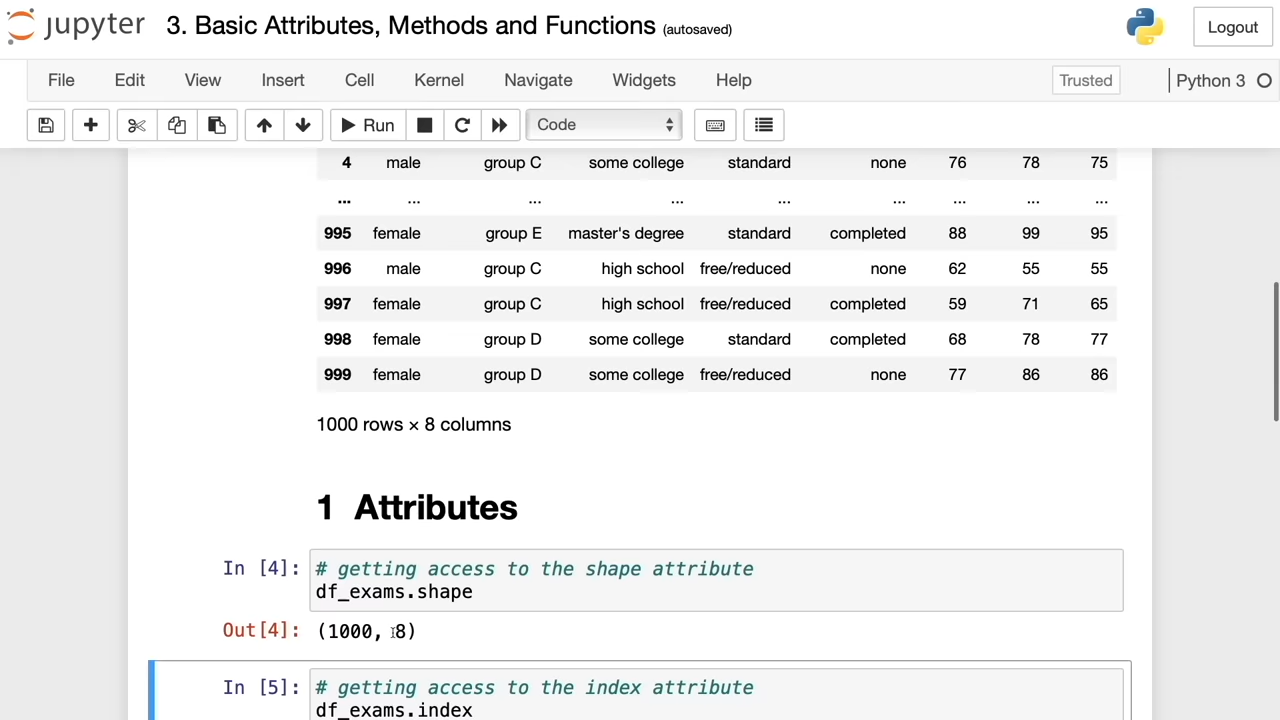 jupyter 3. Basic Attributes, Methods and Functions (autosaved) Logout
File Edit View Insert Cell Kernel Navigate Widgets Help Trusted Python 3
Run Code
4 male group C some college standard none 76 78 75
... ... ... ... ... ... ... ... ...
995 female group E master's degree standard completed 88 99 95
996 male group C high school free/reduced none 62 55 55
997 female group C high school free/reduced completed 59 71 65
998 female group D some college standard completed 68 78 77
999 female group D some college free/reduced none 77 86 86
1000 rows × 8 columns
1 Attributes
In [4]: # getting access to the shape attribute
df_exams.shape
Out[4]: (1000, 8)
In [5]: # getting access to the index attribute
df_exams.index